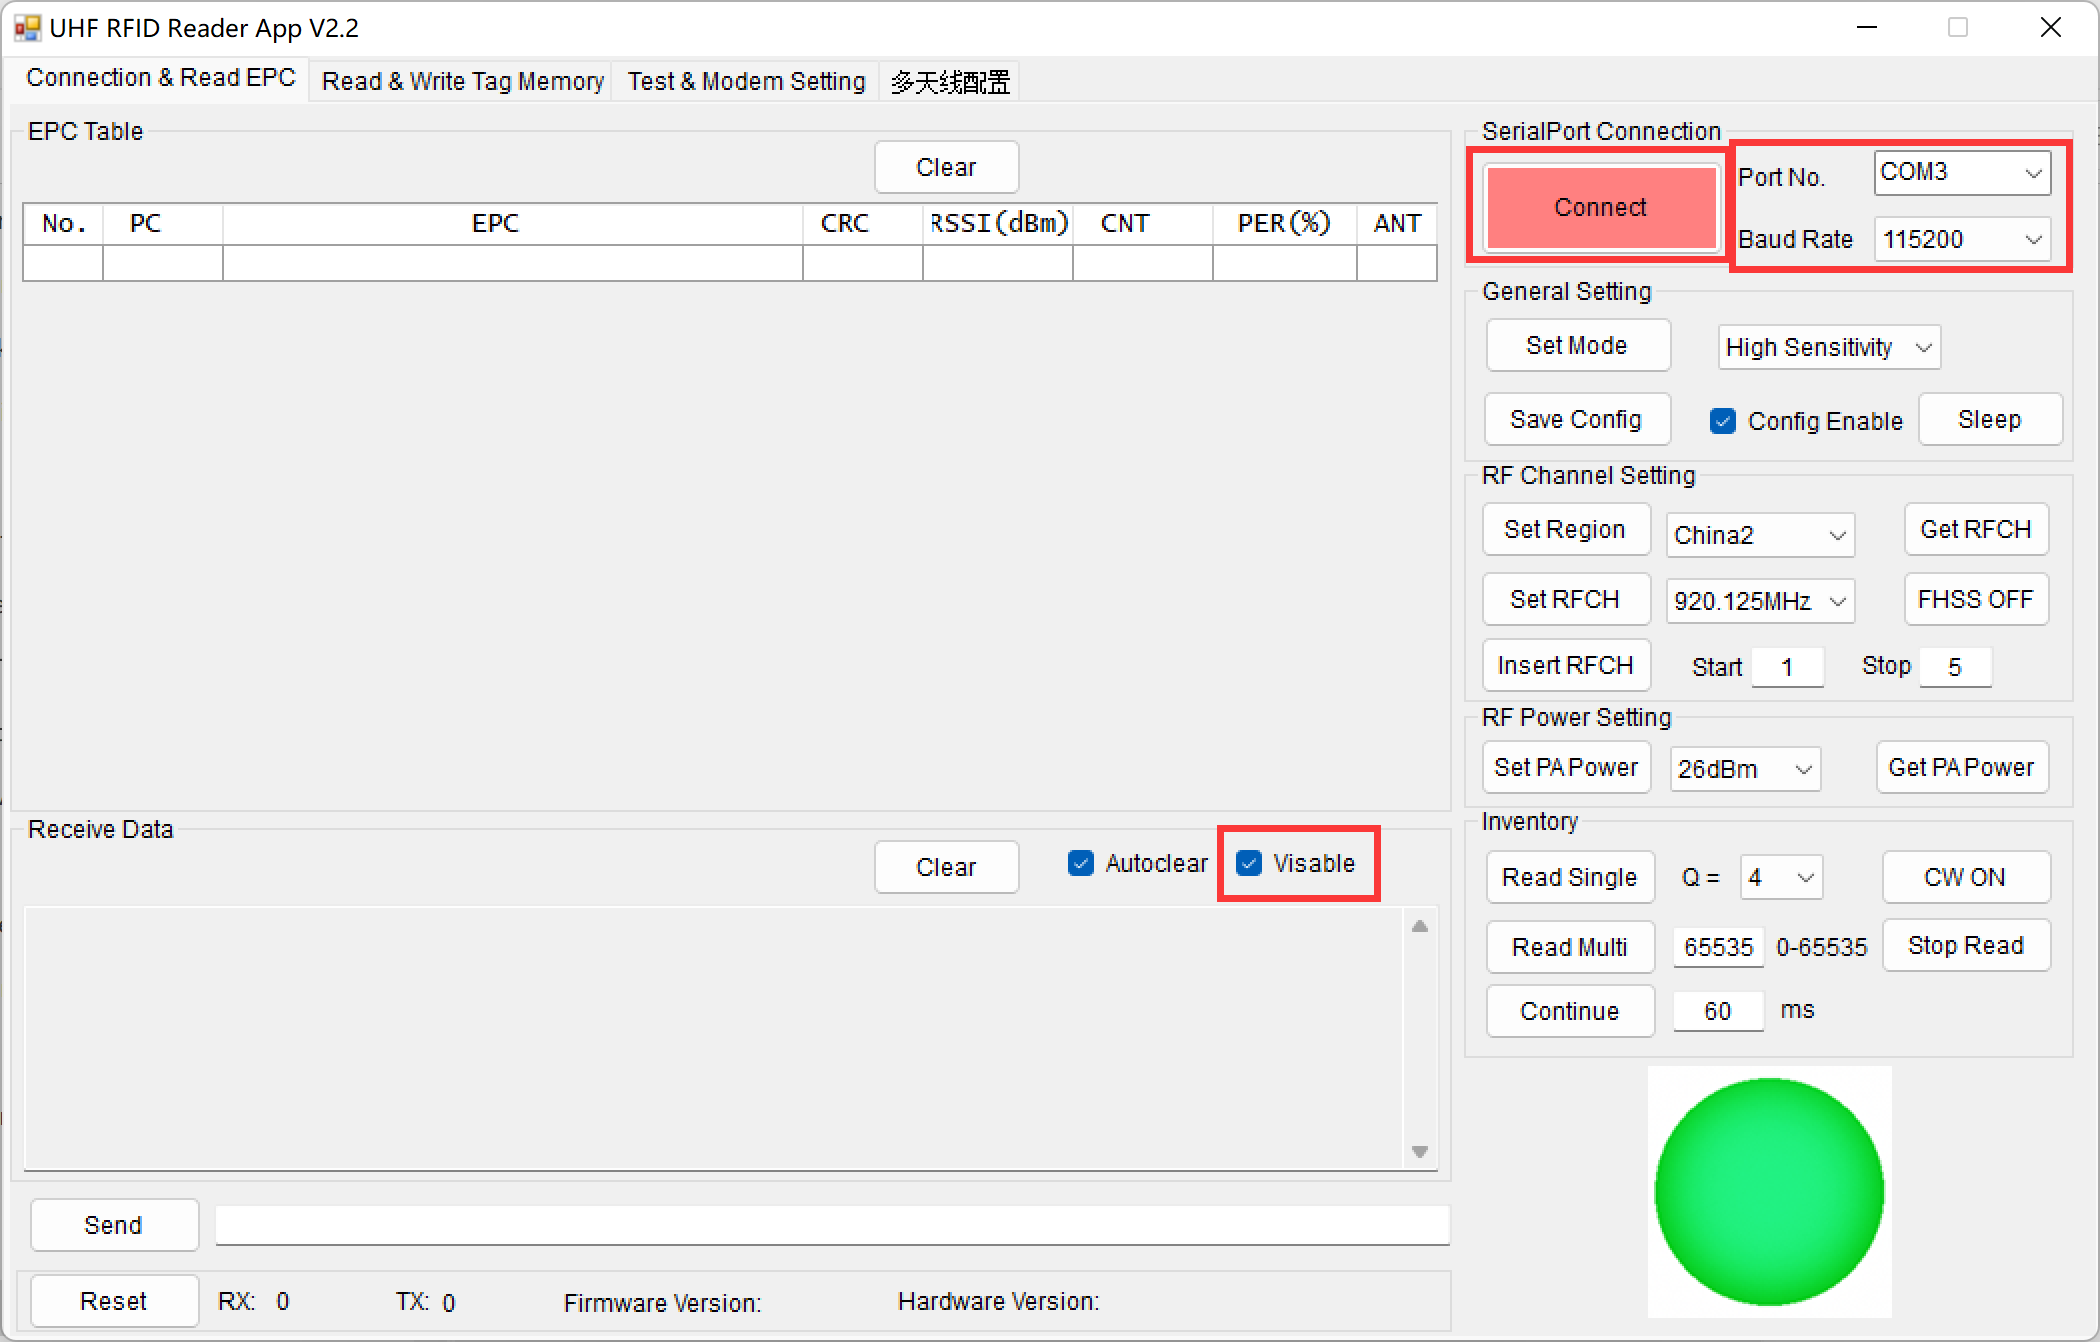 UHF RFID Reader App V2.2
Connection & Read EPC
Read & Write Tag Memory
Test & Modem Setting
多天线配置
EPC Table
Clear
No. PC EPC CRC RSSI(dBm) CNT PER(%) ANT
Receive Data
Clear
Autoclear
Visable
Send
Reset
RX: 0
TX: 0
Firmware Version:
Hardware Version:
SerialPort Connection
Connect
Port No. COM3
Baud Rate 115200
General Setting
Set Mode
High Sensitivity
Save Config
Config Enable
Sleep
RF Channel Setting
Set Region
China2
Get RFCH
Set RFCH
920.125MHz
FHSS OFF
Insert RFCH
Start 1
Stop 5
RF Power Setting
Set PA Power
26dBm
Get PA Power
Inventory
Read Single
Q = 4
CW ON
Read Multi
65535 0-65535
Stop Read
Continue
60 ms